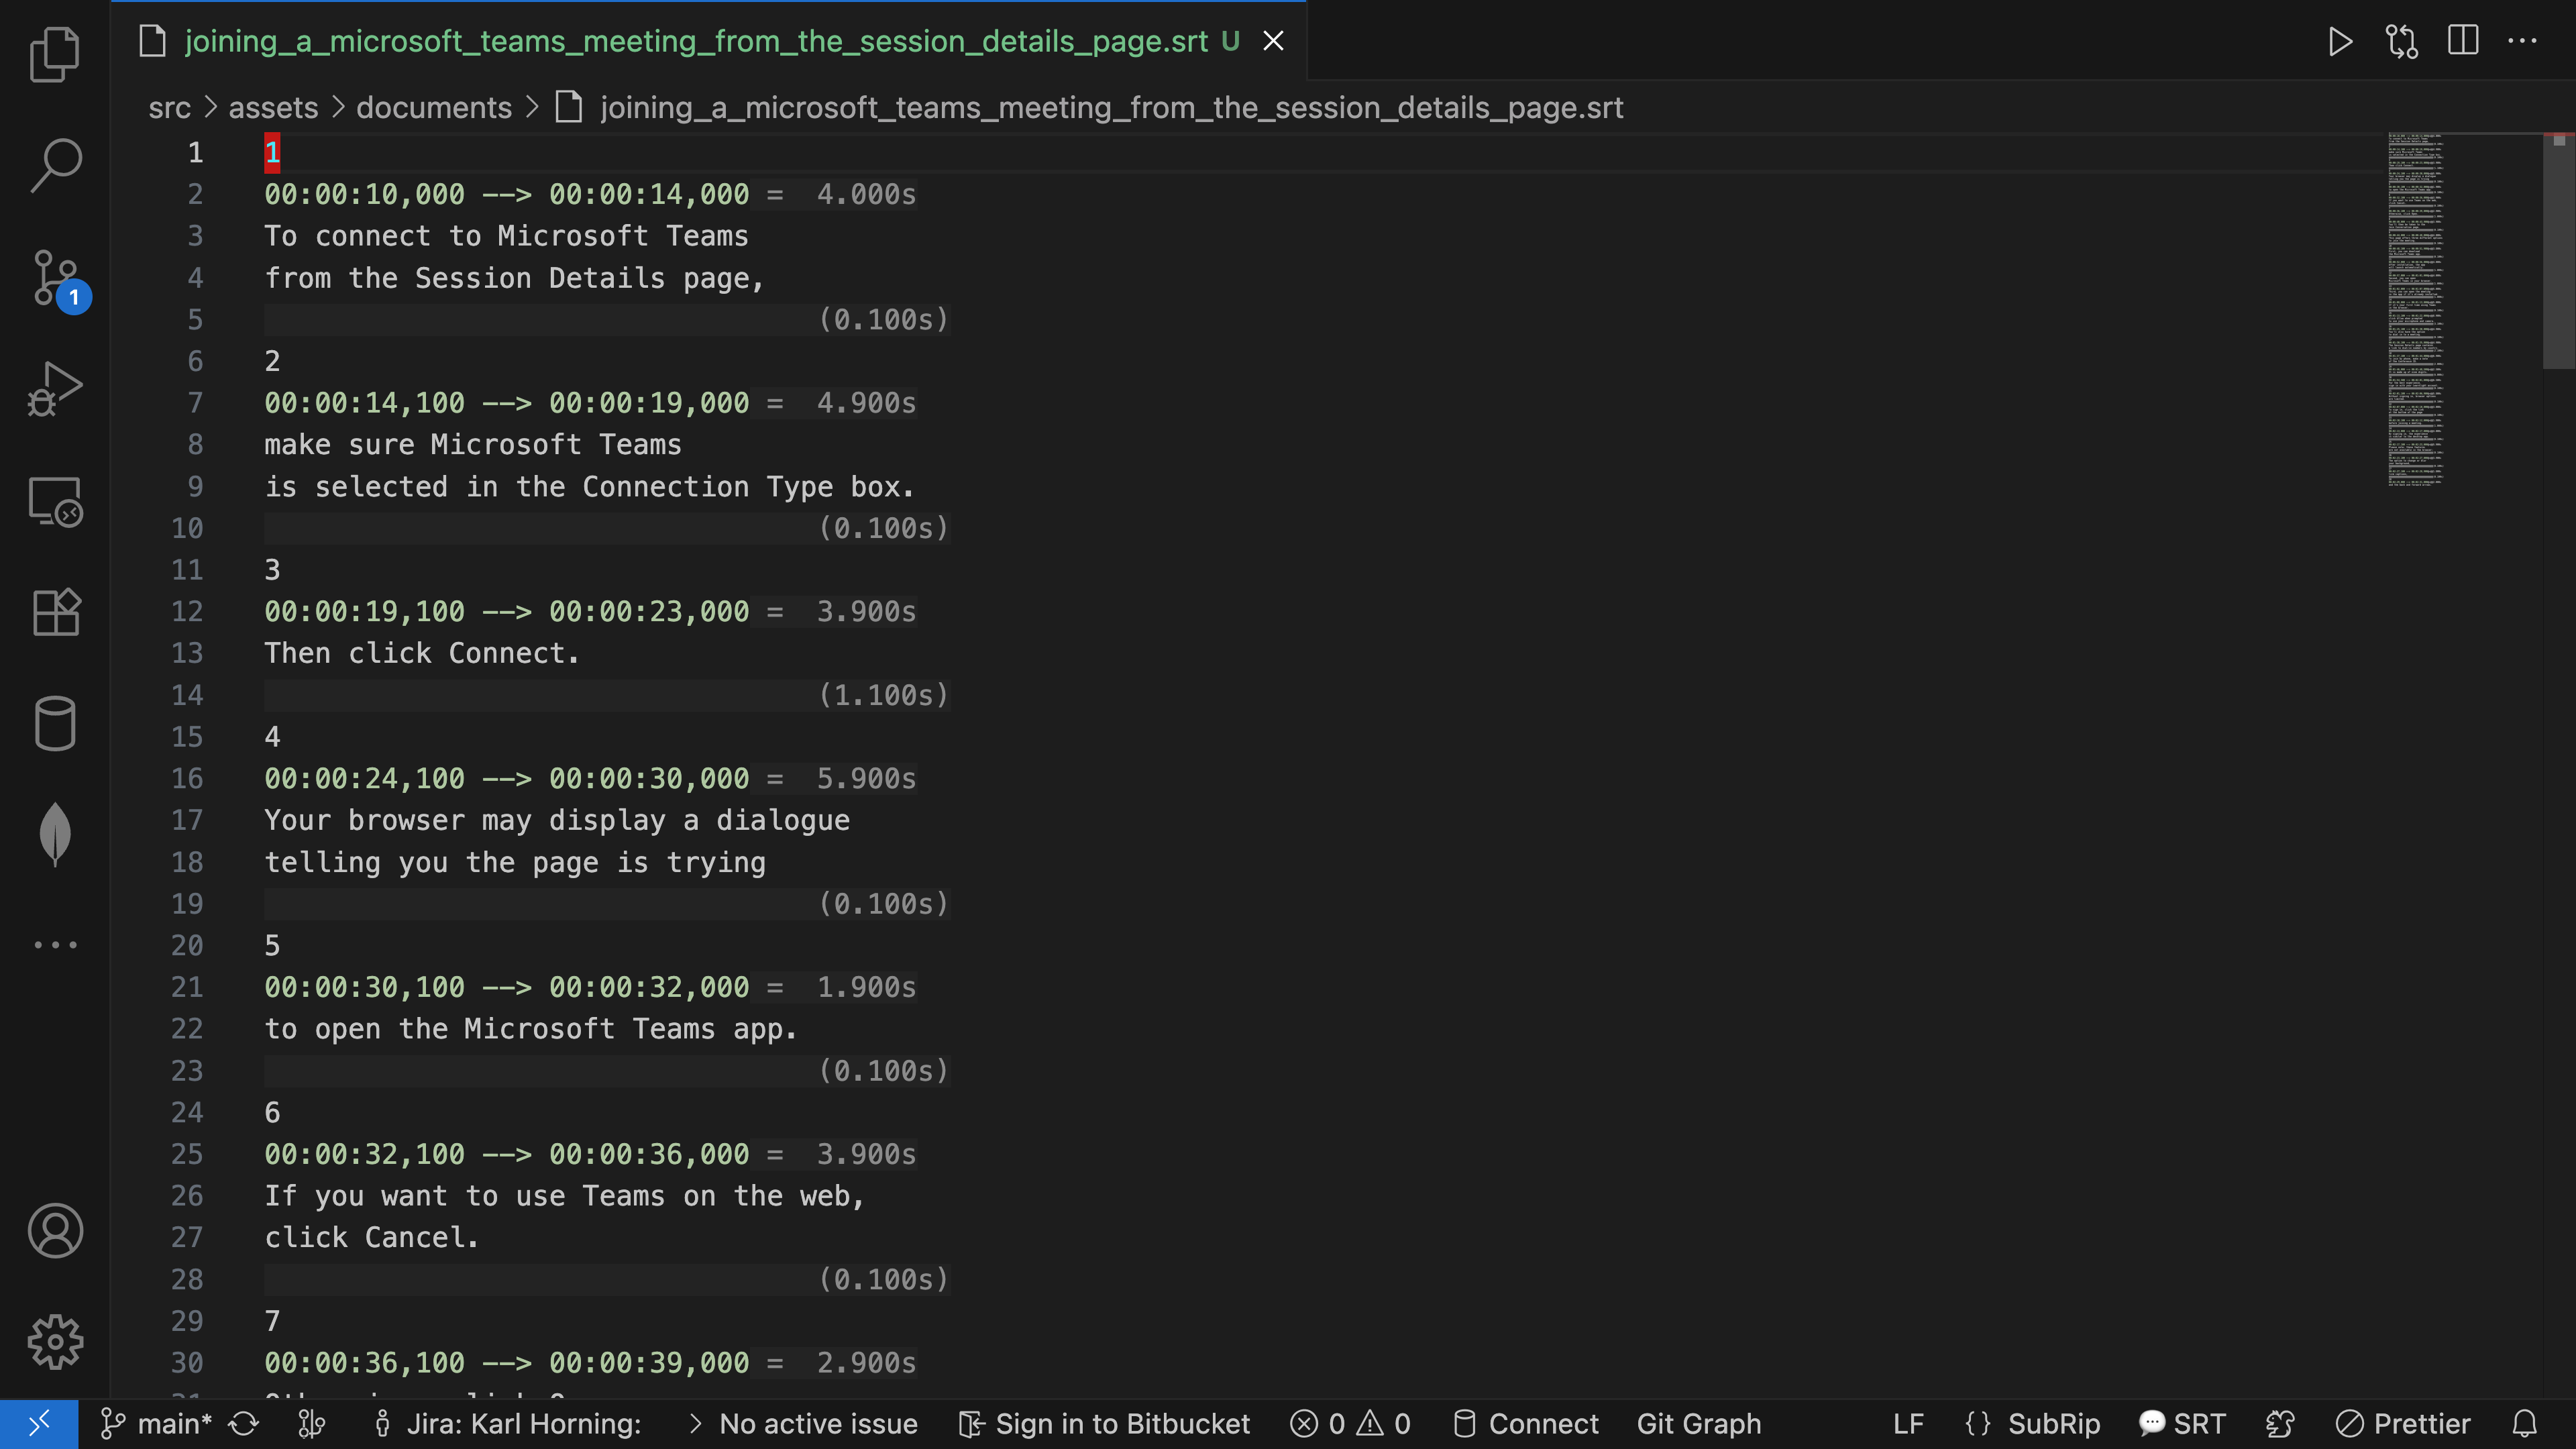 joining_a_microsoft_teams_meeting_from_the_session_details_page.srt U
src > assets > documents > joining_a_microsoft_teams_meeting_from_the_session_details_page.srt
1 1
2 00:00:10,000 --> 00:00:14,000 = 4.000s
3 To connect to Microsoft Teams
4 from the Session Details page,
5 (0.100s)
6 2
7 00:00:14,100 --> 00:00:19,000 = 4.900s
8 make sure Microsoft Teams
9 is selected in the Connection Type box.
10 (0.100s)
11 3
12 00:00:19,100 --> 00:00:23,000 = 3.900s
13 Then click Connect.
14 (1.100s)
15 4
16 00:00:24,100 --> 00:00:30,000 = 5.900s
17 Your browser may display a dialogue
18 telling you the page is trying
19 (0.100s)
20 5
21 00:00:30,100 --> 00:00:32,000 = 1.900s
22 to open the Microsoft Teams app.
23 (0.100s)
24 6
25 00:00:32,100 --> 00:00:36,000 = 3.900s
26 If you want to use Teams on the web,
27 click Cancel.
28 (0.100s)
29 7
30 00:00:36,100 --> 00:00:39,000 = 2.900s
1
main* Jira: Karl Horning: > No active issue Sign in to Bitbucket 0 0 Connect Git Graph LF {} SubRip SRT Prettier